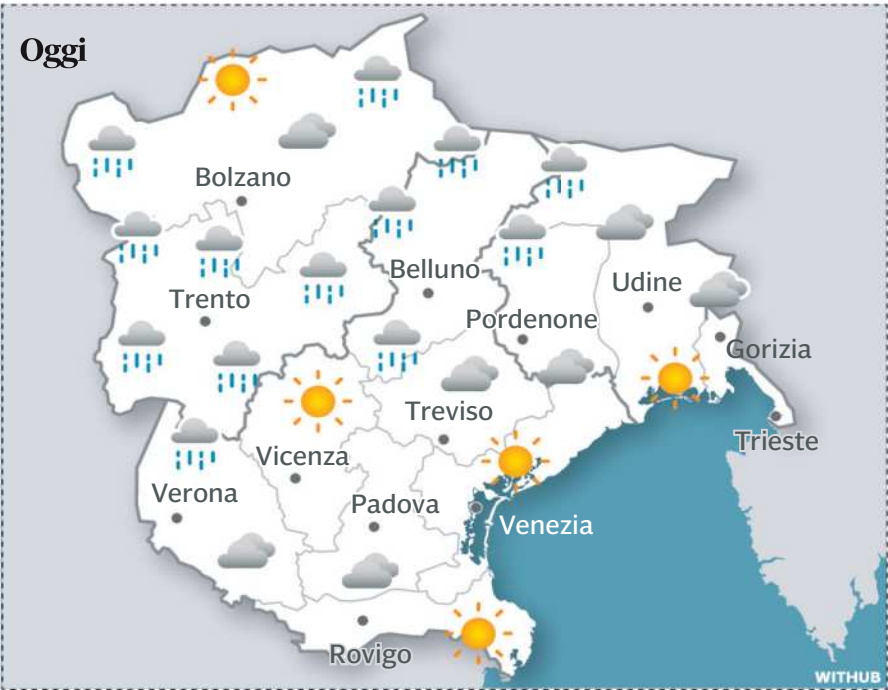 Oggi
Bolzano
Belluno
Trento
Udine
Pordenone
Gorizia
Treviso
Trieste
Vicenza
Verona
Padova
Venezia
Rovigo
WITHUB